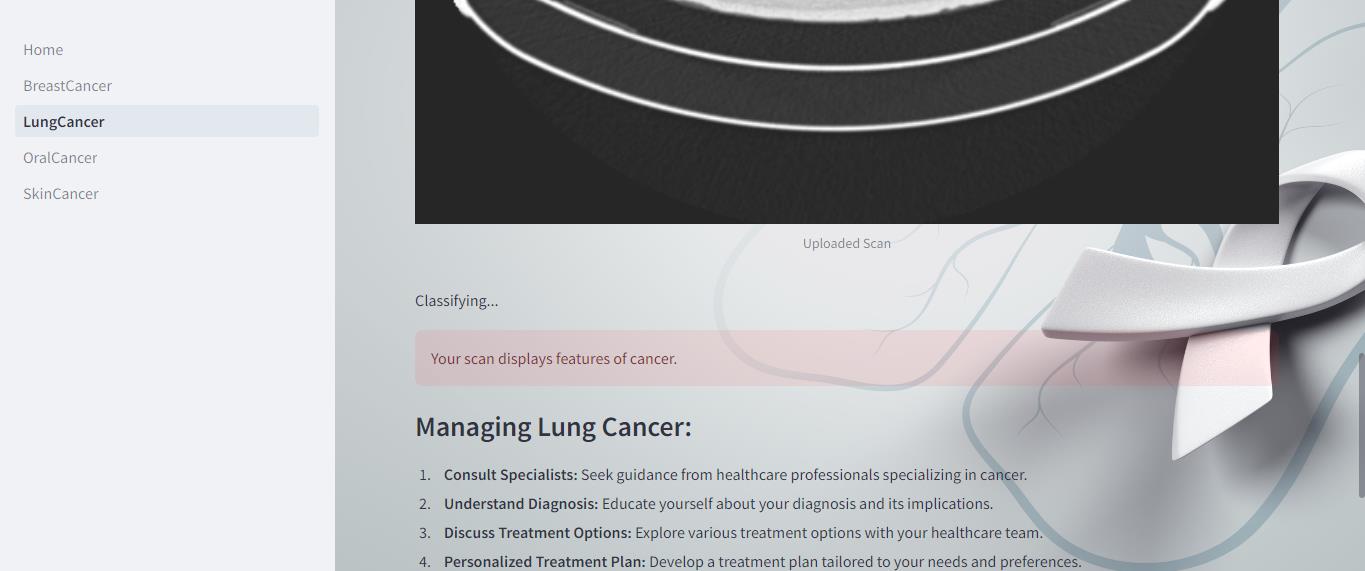 Home
BreastCancer
LungCancer
OralCancer
SkinCancer
Uploaded Scan
Classifying...
Your scan displays features of cancer.
Managing Lung Cancer:
1. Consult Specialists: Seek guidance from healthcare professionals specializing in cancer.
2. Understand Diagnosis: Educate yourself about your diagnosis and its implications.
3. Discuss Treatment Options: Explore various treatment options with your healthcare team.
4. Personalized Treatment Plan: Develop a treatment plan tailored to your needs and preferences.